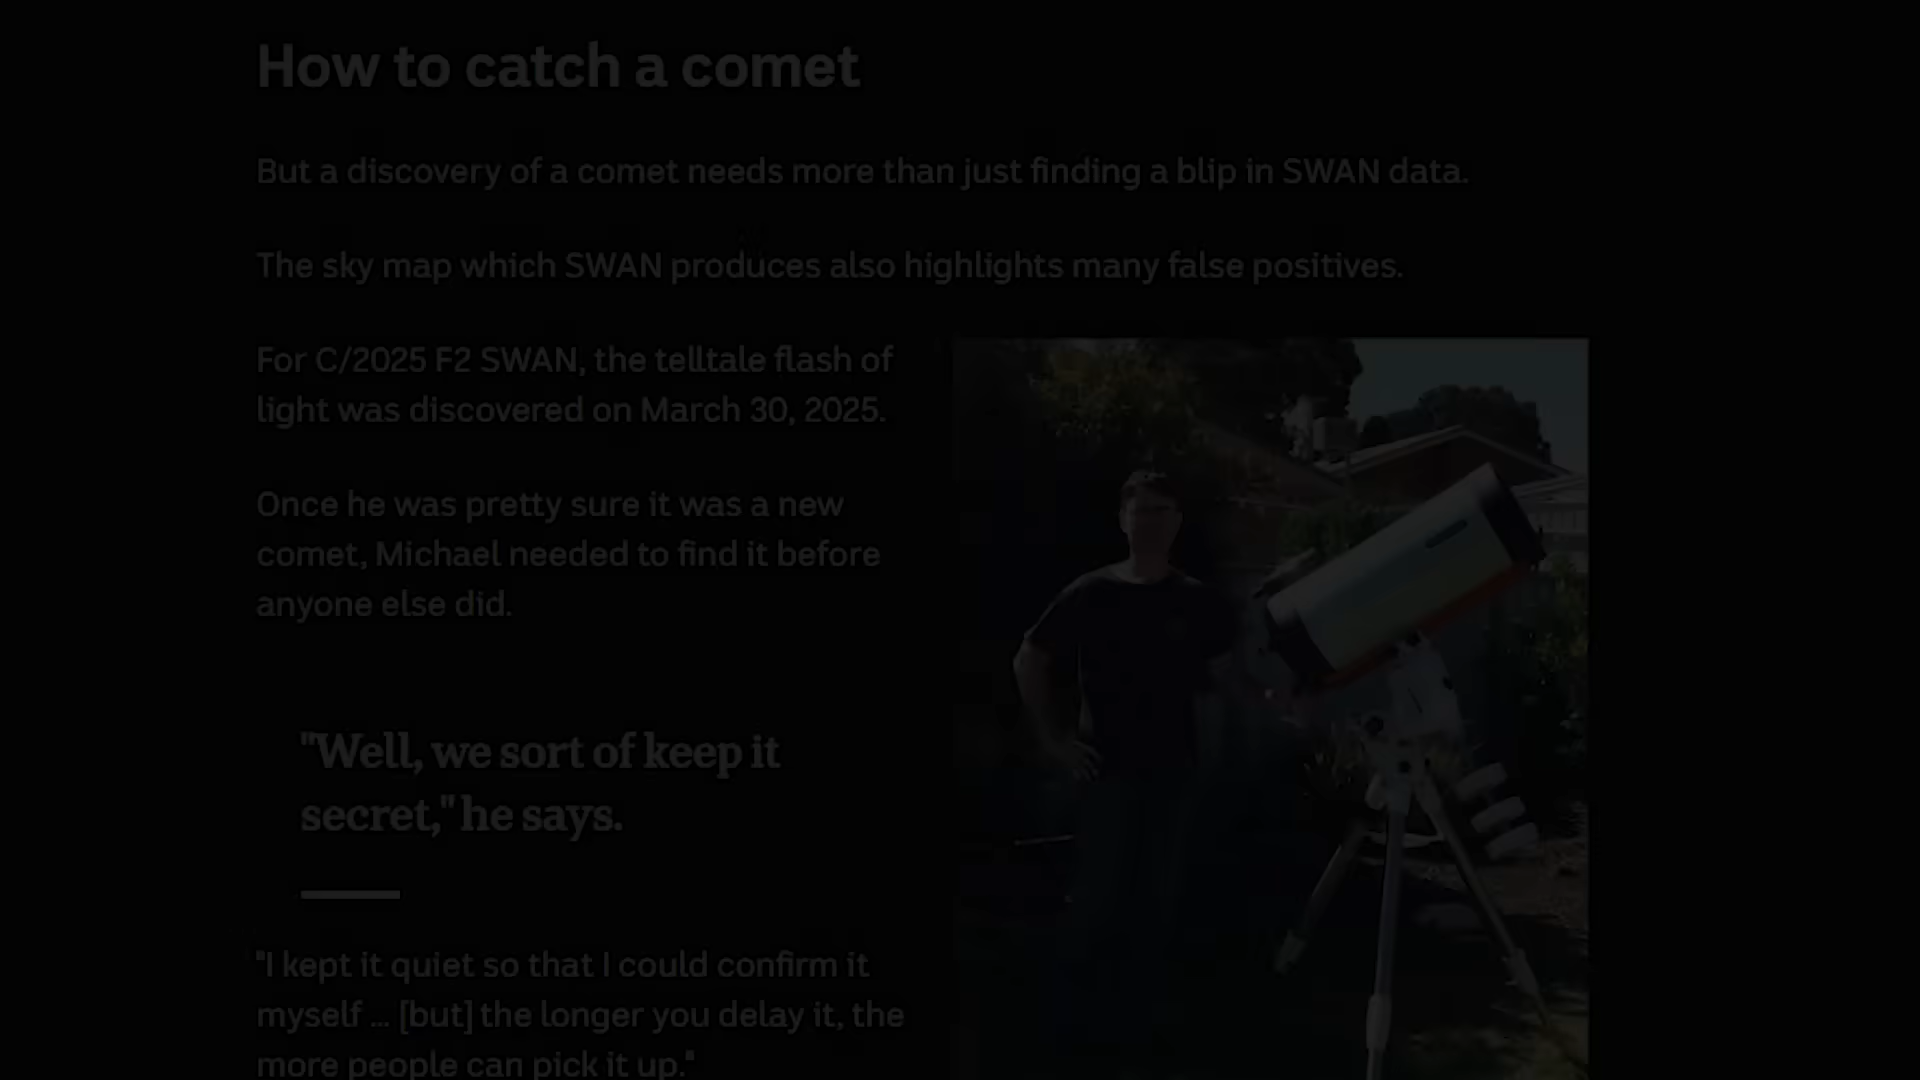 How to catch a comet
But a discovery of a comet needs more than just finding a blip in SWAN data.
The sky map which SWAN produces also highlights many false positives.
For C/2025 F2 SWAN, the telltale flash of
light was discovered on March 30, 2025.
Once he was pretty sure it was a new
comet, Michael needed to find it before
anyone else did.
"Well, we sort of keep it
secret," he says.
"I kept it quiet so that I could confirm it
myself ... [but] the longer you delay it, the
more people can pick it up."